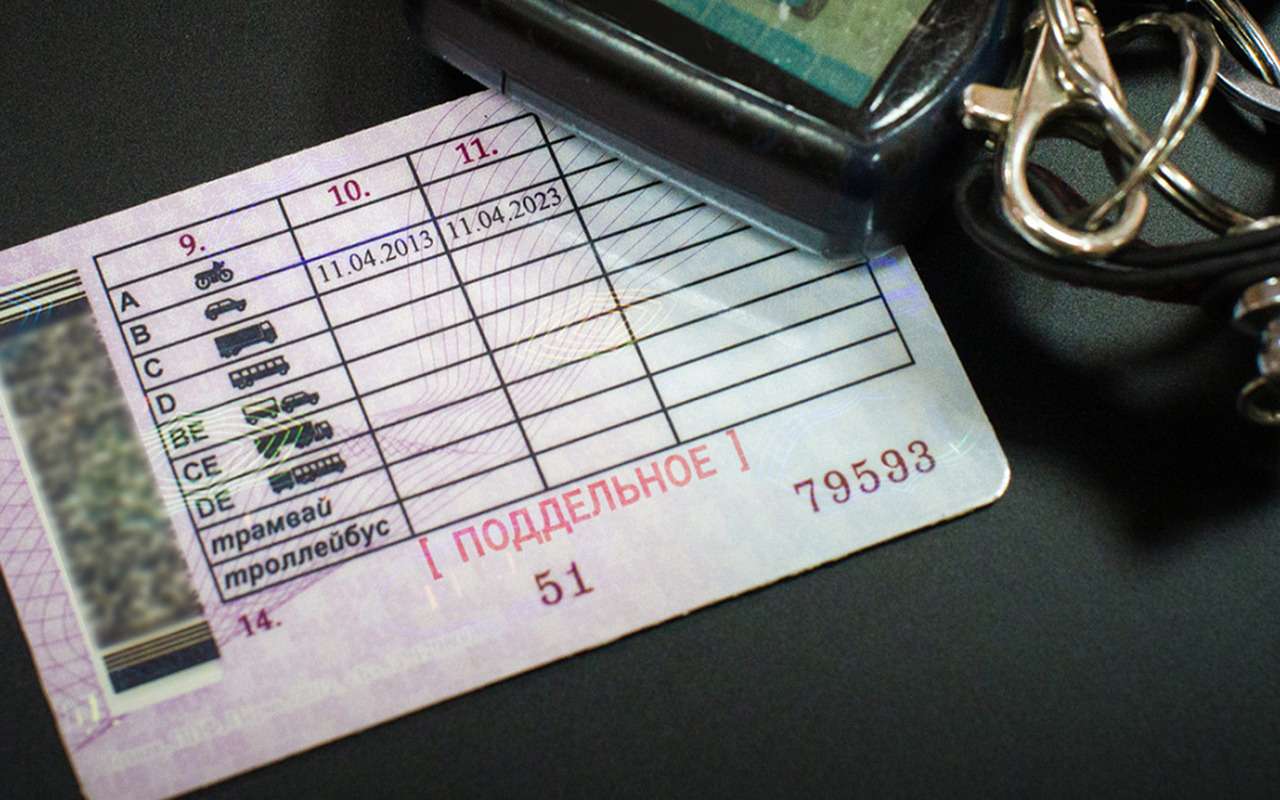 9. 10. 11.
A
B 11.04.2013 11.04.2023
C
D
BE
CE
DE
трамвай
троллейбус
[ ПОДДЕЛЬНОЕ ]
14. 51 79593